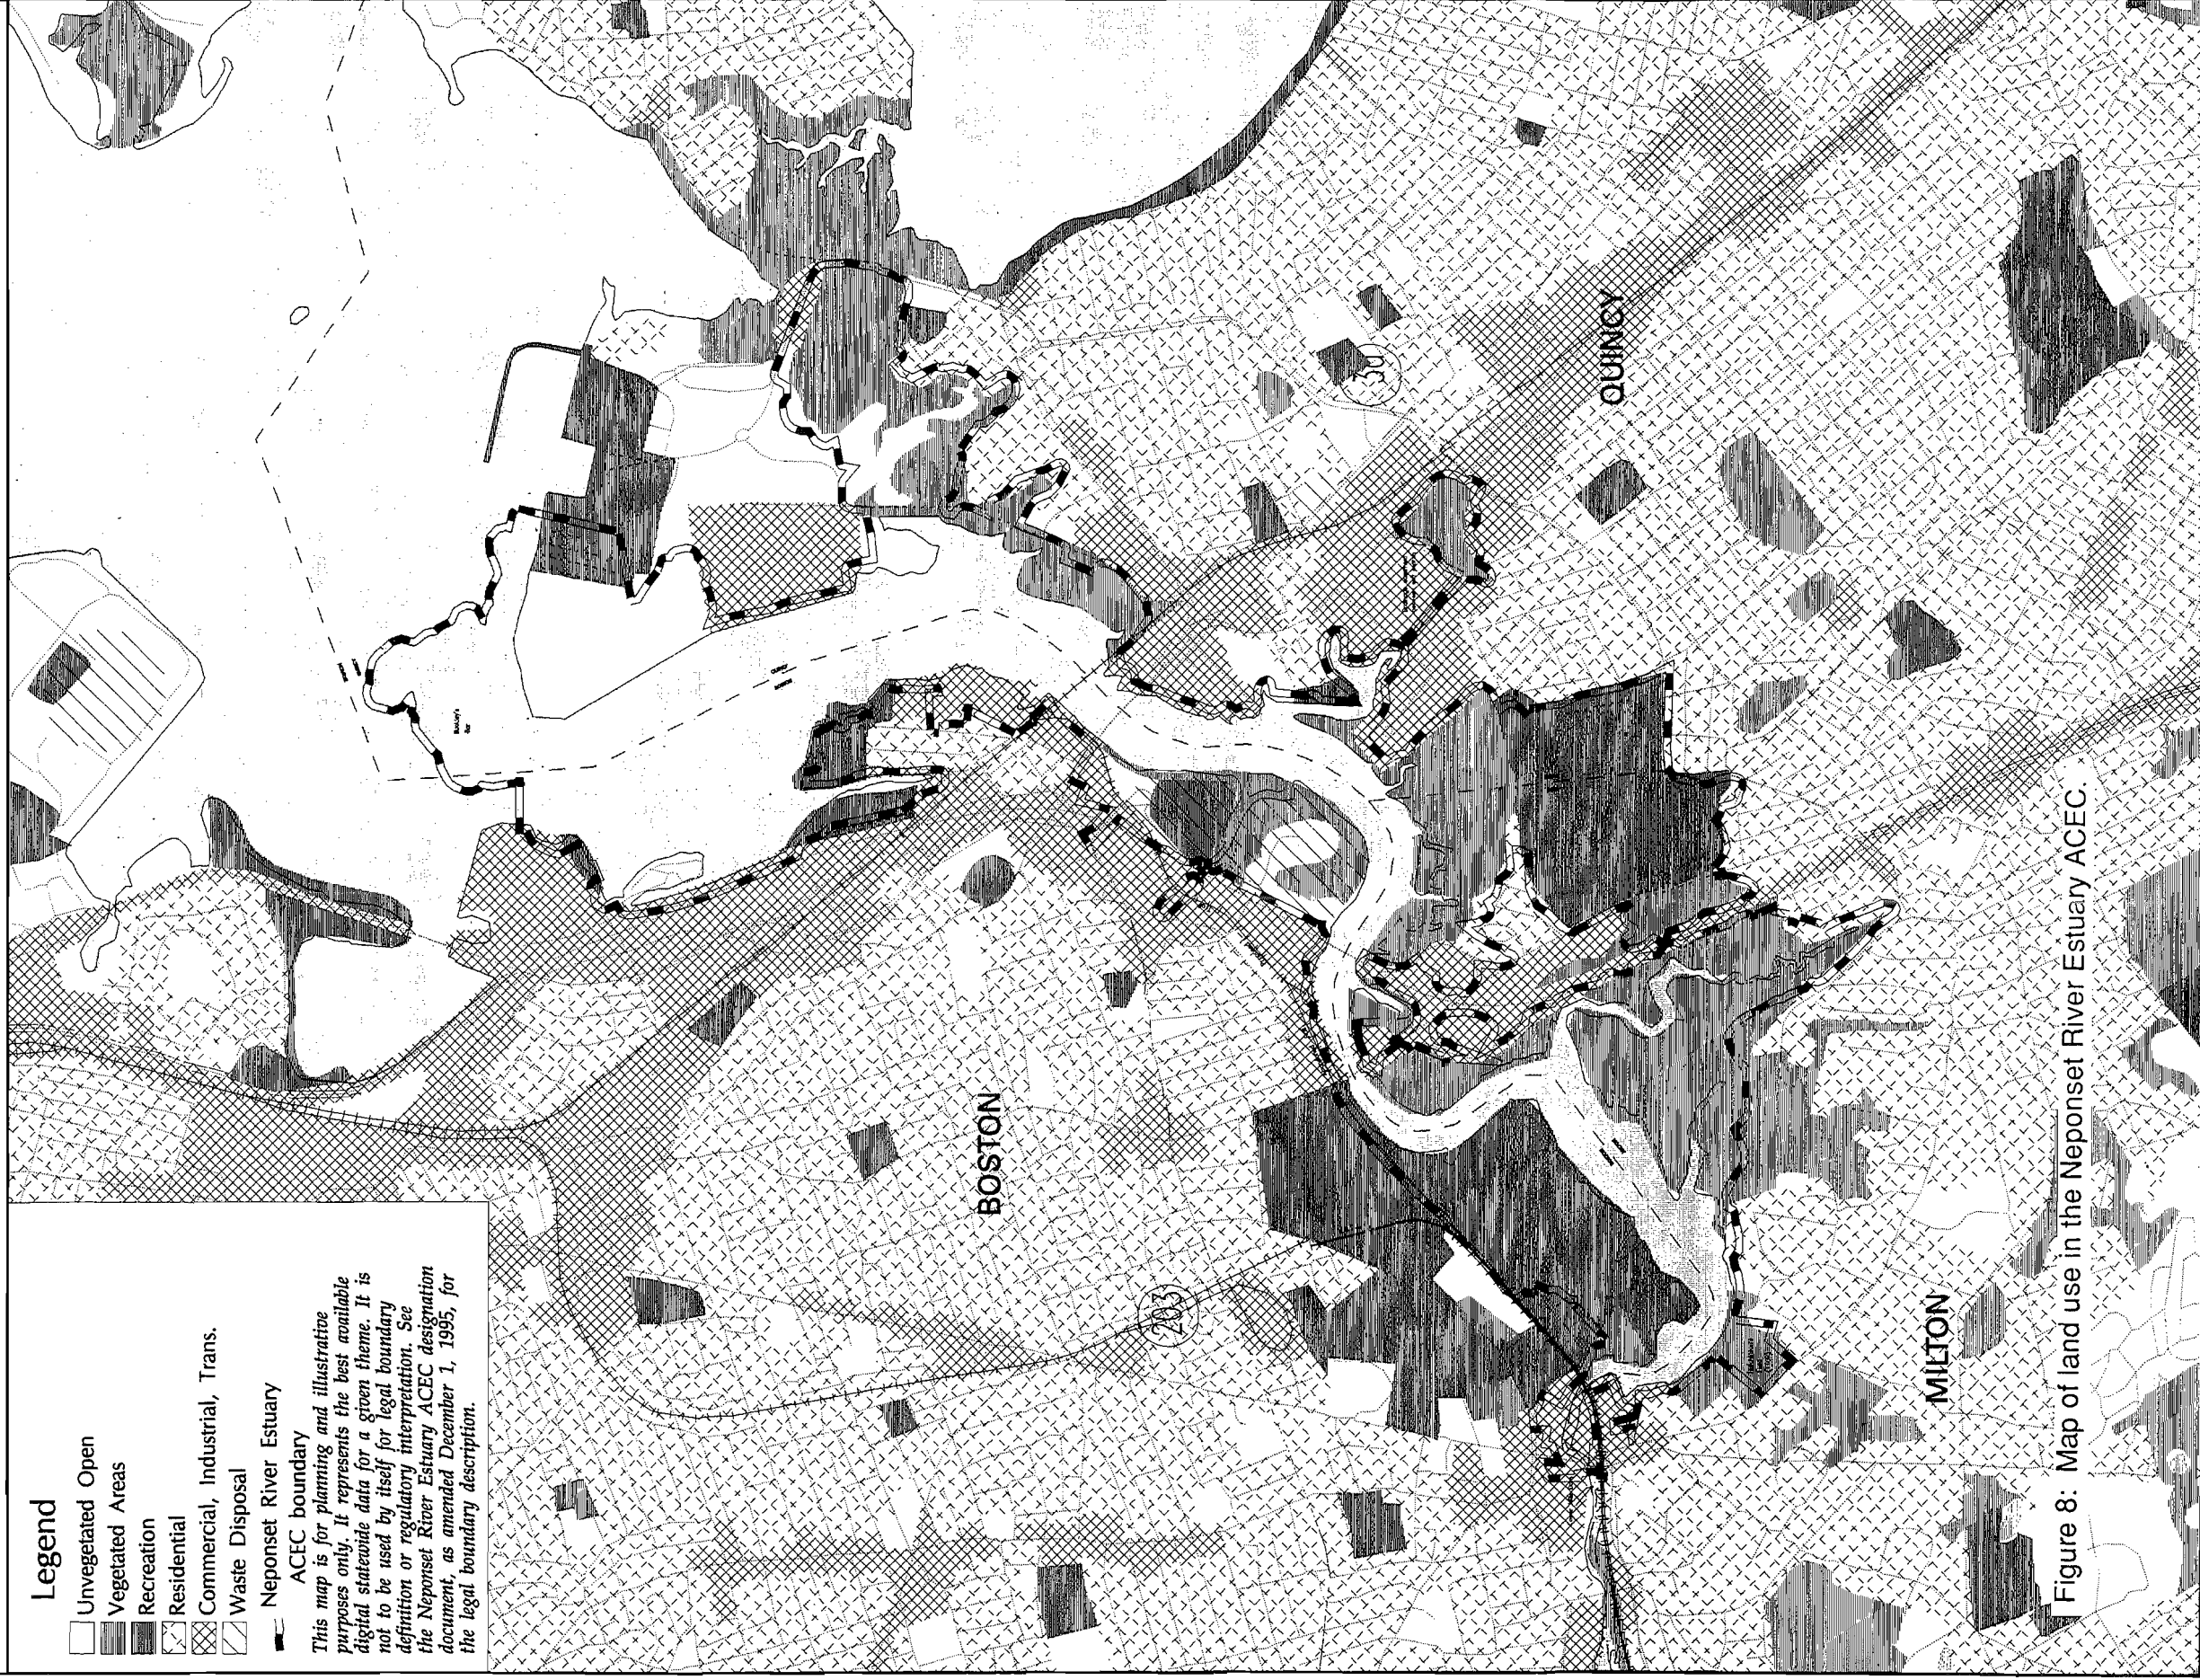 Legend
Unvegetated Open
Vegetated Areas
Recreation
Residential
Commercial, Industrial, Trans.
Waste Disposal
Neponset River Estuary
ACEC boundary
This map is for planning and illustrative
purposes only. It represents the best available
digital statewide data for a given theme. It is
not to be used by itself for legal boundary
definition or regulatory interpretation. See
the Neponset River Estuary ACEC designation
document, as amended December 1, 1995, for
the legal boundary description.
BOSTON
203
QUINCY
MILTON
Figure 8: Map of land use in the Neponset River Estuary ACEC.